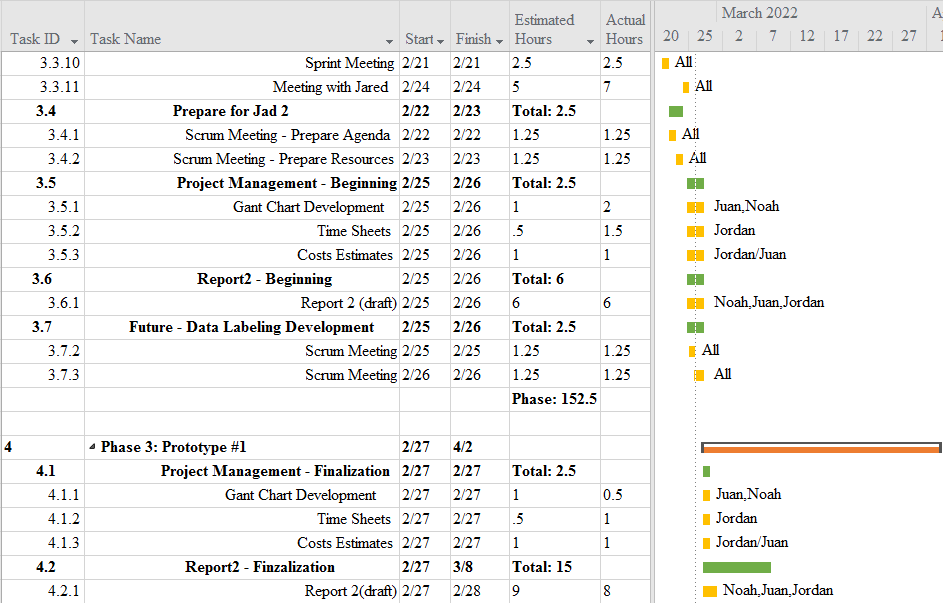 March 2022 A
Task ID Task Name Start Finish Estimated Hours Actual Hours 20 25 2 7 12 17 22 27 1
3.3.10 Sprint Meeting 2/21 2/21 2.5 2.5 All
3.3.11 Meeting with Jared 2/24 2/24 5 7 All
3.4 Prepare for Jad 2 2/22 2/23 Total: 2.5
3.4.1 Scrum Meeting - Prepare Agenda 2/22 2/22 1.25 1.25 All
3.4.2 Scrum Meeting - Prepare Resources 2/23 2/23 1.25 1.25 All
3.5 Project Management - Beginning 2/25 2/26 Total: 2.5
3.5.1 Gant Chart Development 2/25 2/26 1 2 Juan,Noah
3.5.2 Time Sheets 2/25 2/26 .5 1.5 Jordan
3.5.3 Costs Estimates 2/25 2/26 1 1 Jordan/Juan
3.6 Report2 - Beginning 2/25 2/26 Total: 6
3.6.1 Report 2 (draft) 2/25 2/26 6 6 Noah,Juan,Jordan
3.7 Future - Data Labeling Development 2/25 2/26 Total: 2.5
3.7.2 Scrum Meeting 2/25 2/25 1.25 1.25 All
3.7.3 Scrum Meeting 2/26 2/26 1.25 1.25 All
Phase: 152.5
4 Phase 3: Prototype #1 2/27 4/2
4.1 Project Management - Finalization 2/27 2/27 Total: 2.5
4.1.1 Gant Chart Development 2/27 2/27 1 0.5 Juan,Noah
4.1.2 Time Sheets 2/27 2/27 .5 1 Jordan
4.1.3 Costs Estimates 2/27 2/27 1 1 Jordan/Juan
4.2 Report2 - Finzalization 2/27 3/8 Total: 15
4.2.1 Report 2(draft) 2/27 2/28 9 8 Noah,Juan,Jordan